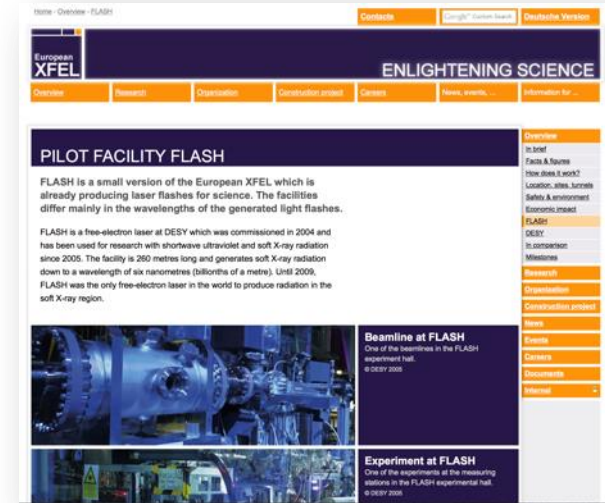 Home - Overview - FLASH
Contacts
Google™ Custom Search
Deutsche Version
European
XFEL
ENLIGHTENING SCIENCE
Overview
Research
Organization
Construction project
Careers
News, events, ...
Information for ...
PILOT FACILITY FLASH
FLASH is a small version of the European XFEL which is
already producing laser flashes for science. The facilities
differ mainly in the wavelengths of the generated light flashes.
FLASH is a free-electron laser at DESY which was commissioned in 2004 and
has been used for research with shortwave ultraviolet and soft X-ray radiation
since 2005. The facility is 260 metres long and generates soft X-ray radiation
down to a wavelength of six nanometres (billionths of a metre). Until 2009,
FLASH was the only free-electron laser in the world to produce radiation in the
soft X-ray region.
Beamline at FLASH
One of the beamlines in the FLASH
experiment hall.
© DESY 2005
Experiment at FLASH
One of the experiments at the measuring
stations in the FLASH experimental hall.
© DESY 2005
Overview
In brief
Facts & figures
How does it work?
Location, sites, tunnels
Safety & environment
Economic impact
FLASH
DESY
In comparison
Milestones
Research
Organization
Construction project
News
Events
Careers
Documents
Internal